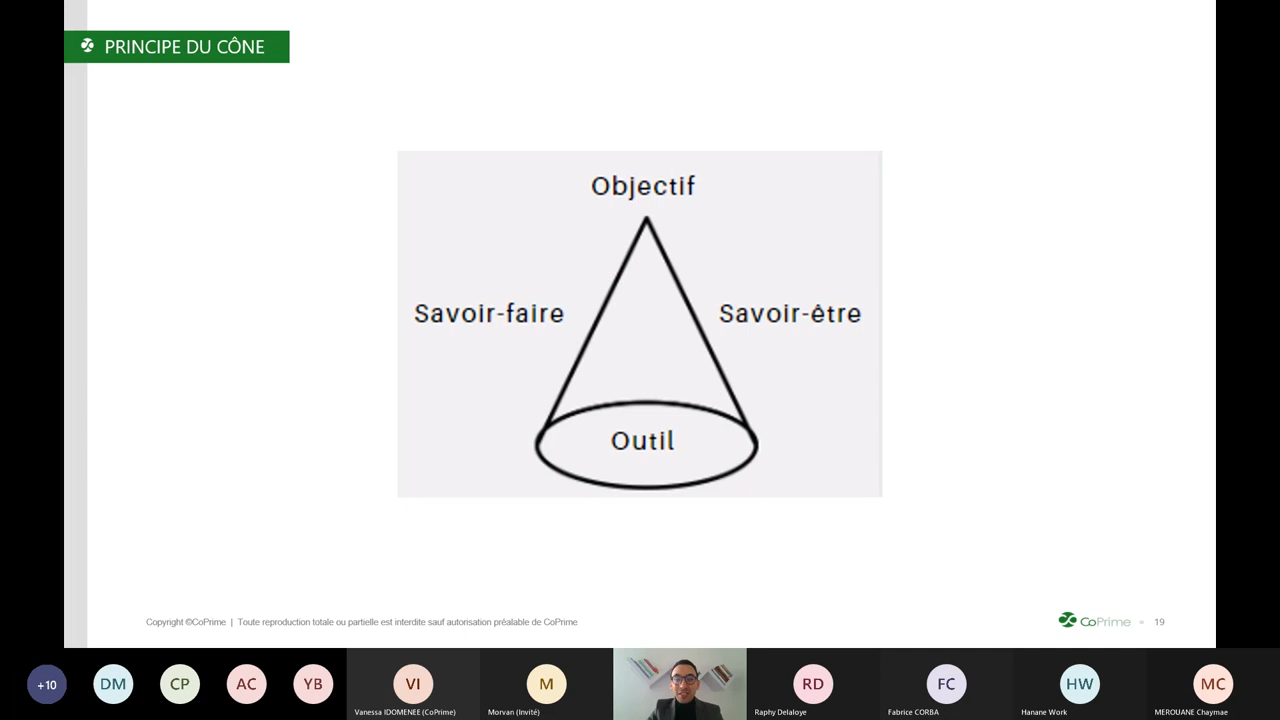 PRINCIPE DU CÔNE
Objectif
Savoir-faire
Savoir-être
Outil
Copyright ©CoPrime | Toute reproduction totale ou partielle est interdite sauf autorisation préalable de CoPrime
CoPrime
19
+10
DM
CP
AC
YB
VI
Vanessa IDOMENEE (CoPrime)
M
Morvan (Invité)
RD
Raphy Delaloye
FC
Fabrice CORBA
HW
Hanane Work
MC
MEROUANE Chaymae